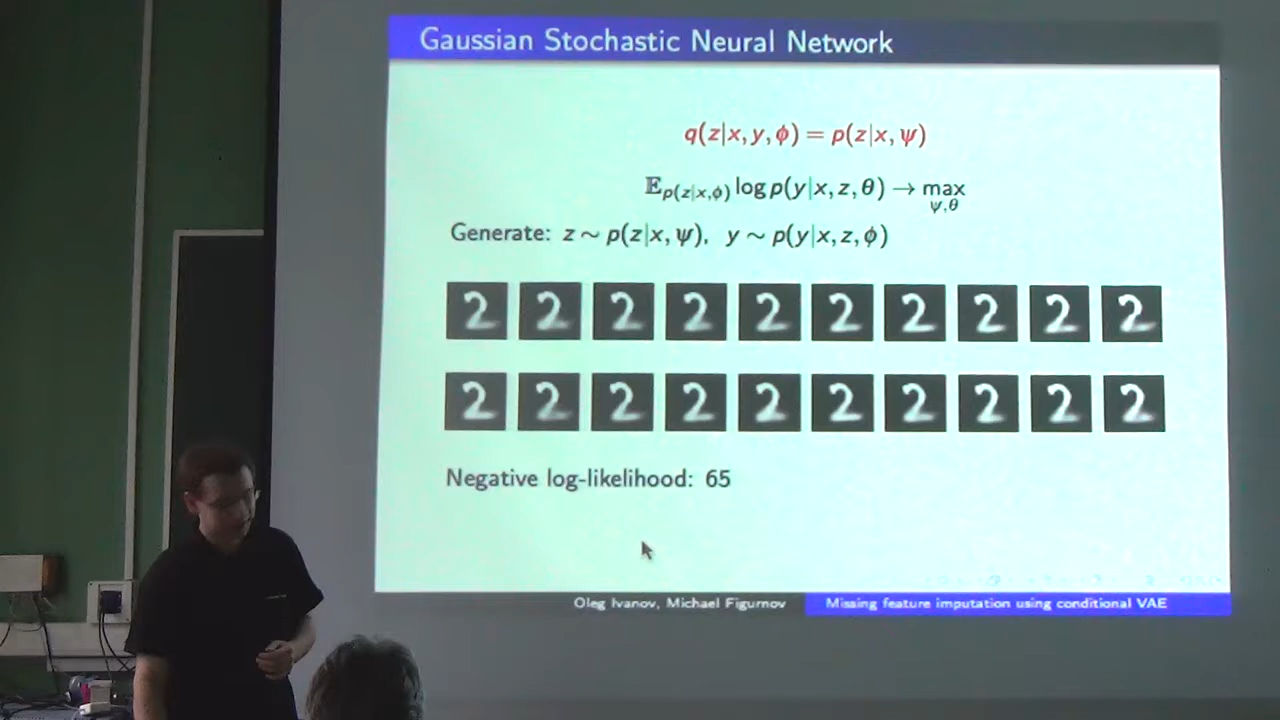 Gaussian Stochastic Neural Network
q(z|x, y, ϕ) = p(z|x, ψ)
𝔼p(z|x,ϕ) log p(y|x, z, θ) → max ψ,θ
Generate: z ∼ p(z|x, ψ), y ∼ p(y|x, z, ϕ)
2 2 2 2 2 2 2 2 2 2
2 2 2 2 2 2 2 2 2 2
Negative log-likelihood: 65
Oleg Ivanov, Michael Figurnov Missing feature imputation using conditional VAE